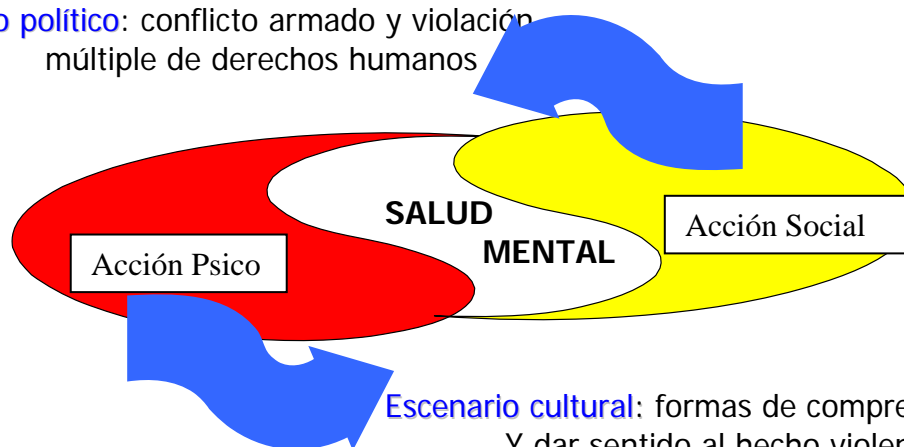 o político: conflicto armado y violación
múltiple de derechos humanos
SALUD
MENTAL
Acción Social
Acción Psico
Escenario cultural: formas de compre
Y dar sentido al hecho violen